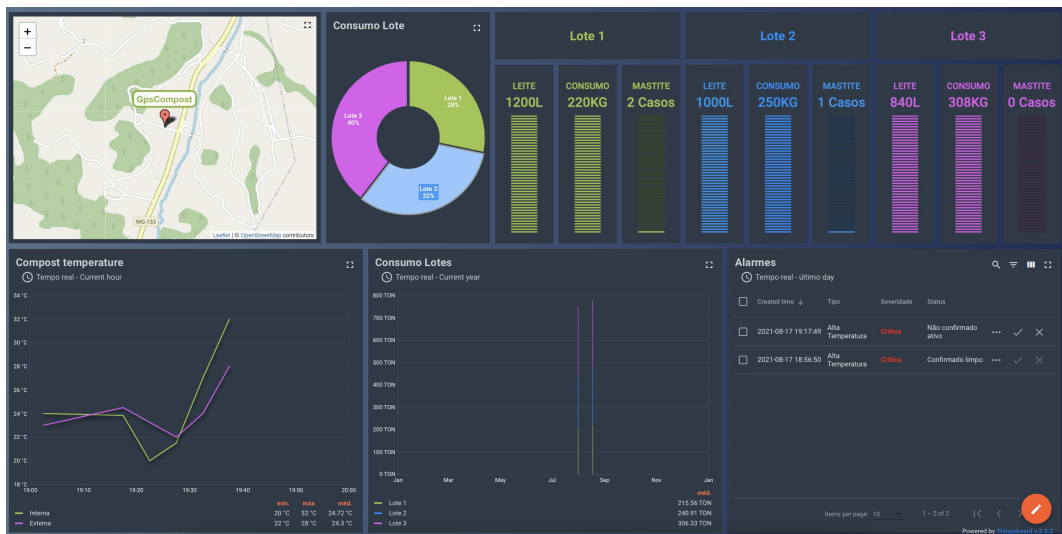 +
−
GpsCompost
MG-133
Leaflet | © OpenStreetMap contributors
Consumo Lote
Lote 1
28%
Lote 2
32%
Lote 3
40%
Lote 1
LEITE
1200L
CONSUMO
220KG
MASTITE
2 Casos
Lote 2
LEITE
1000L
CONSUMO
250KG
MASTITE
1 Casos
Lote 3
LEITE
840L
CONSUMO
308KG
MASTITE
0 Casos
Compost temperature
Tempo real - Current hour
34 °C
32 °C
30 °C
28 °C
26 °C
24 °C
22 °C
20 °C
18 °C
19:00 19:10 19:20 19:30 19:40 19:50 20:00
mín. máx. méd.
Interna 20 °C 32 °C 24.72 °C
Externa 22 °C 28 °C 24.3 °C
Consumo Lotes
Tempo real - Current year
800 TON
700 TON
600 TON
500 TON
400 TON
300 TON
200 TON
100 TON
0 TON
Jan Mar May Jul Sep Nov Jan
méd.
Lote 1 215.56 TON
Lote 2 240.91 TON
Lote 3 306.33 TON
Alarmes
Tempo real - último day
Created time ↓ Tipo Severidade Status
2021-08-17 19:17:49 Alta Temperatura Crítica Não confirmado ativo
2021-08-17 18:56:50 Alta Temperatura Crítica Confirmado limpo
Items per page: 10 1 – 2 of 2
Powered by Thingsboard v.3.2.2